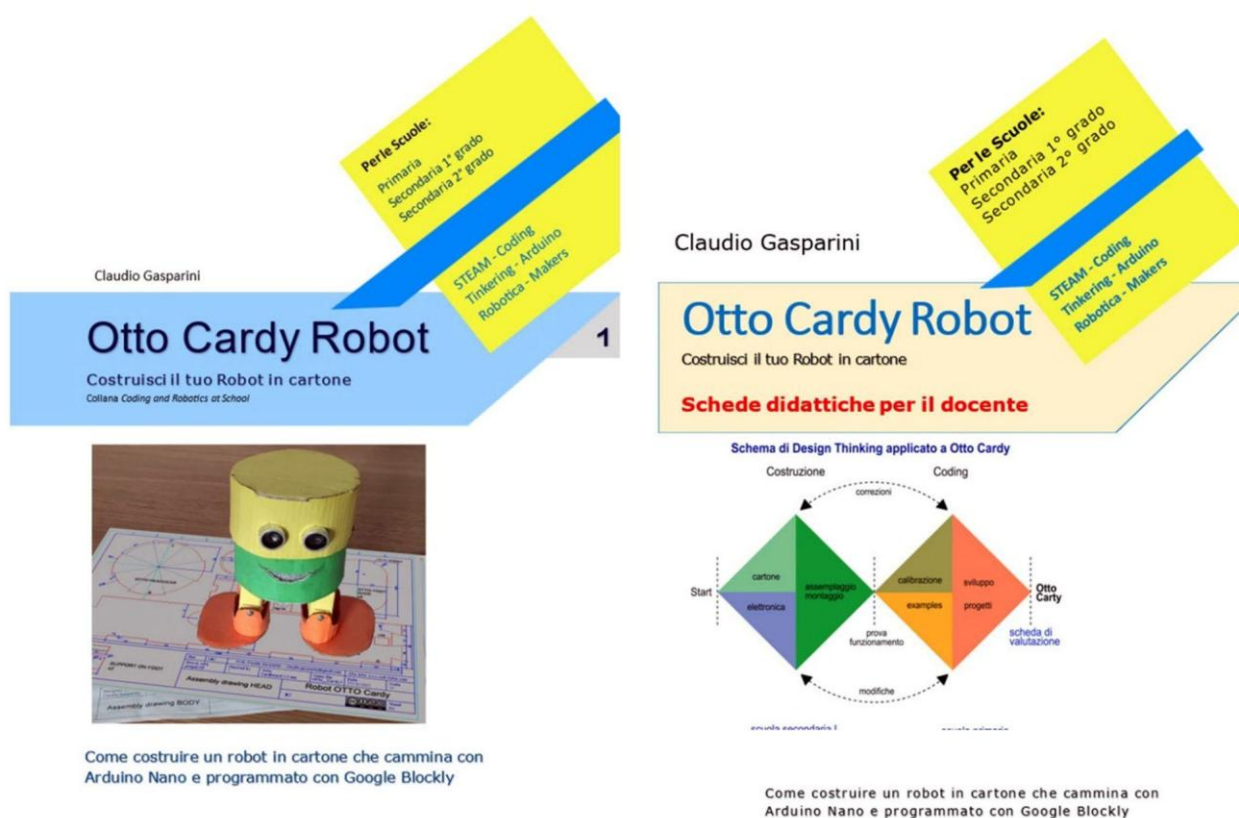 Per le Scuole:
Primaria
Secondaria 1° grado
Secondaria 2° grado
STEAM - Coding
Tinkering - Arduino
Robotica - Makers
Claudio Gasparini
Otto Cardy Robot
1
Costruisci il tuo Robot in cartone
Collana Coding and Robotics at School
SUPPORT ON FOOT
Assembly drawing HEAD
Robot OTTO Cardy
Assembly drawing BODY
Come costruire un robot in cartone che cammina con
Arduino Nano e programmato con Google Blockly
Per le Scuole:
Primaria
Secondaria 1º grado
Secondaria 2º grado
STEAM - Coding
Tinkering - Arduino
Robotica - Makers
Claudio Gasparini
Otto Cardy Robot
Costruisci il tuo Robot in cartone
Schede didattiche per il docente
Schema di Design Thinking applicato a Otto Cardy
Costruzione
Coding
correzioni
cartone
elettronica
assemplaggio
montaggio
calibrazione
examples
sviluppo
progetti
Start
Otto
Carty
prova
funzionamento
scheda di
valutazione
modifiche
Come costruire un robot in cartone che cammina con
Arduino Nano e programmato con Google Blockly